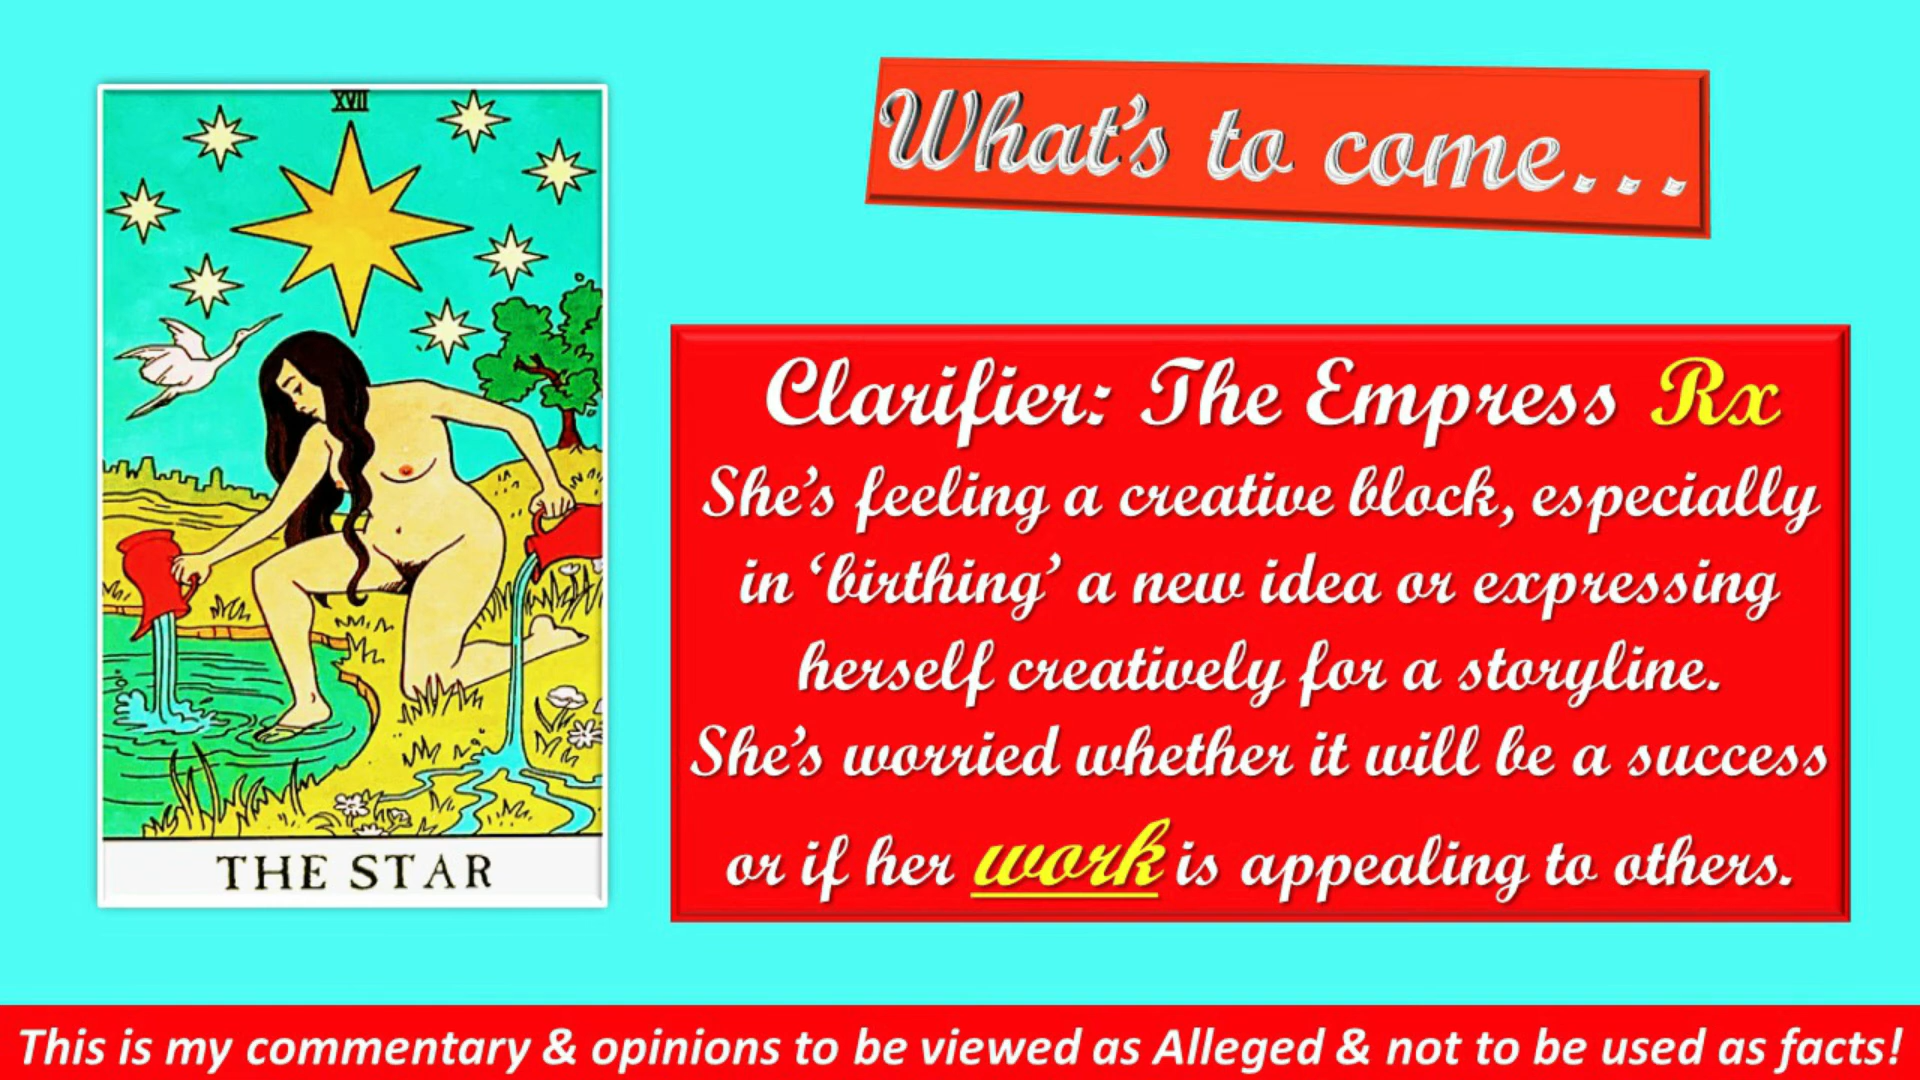 XVII
THE STAR
What's to come...
Clarifier: The Empress Rx
She's feeling a creative block, especially
in ‘birthing’ a new idea or expressing
herself creatively for a storyline.
She's worried whether it will be a success
or if her work is appealing to others.
This is my commentary & opinions to be viewed as Alleged & not to be used as facts!